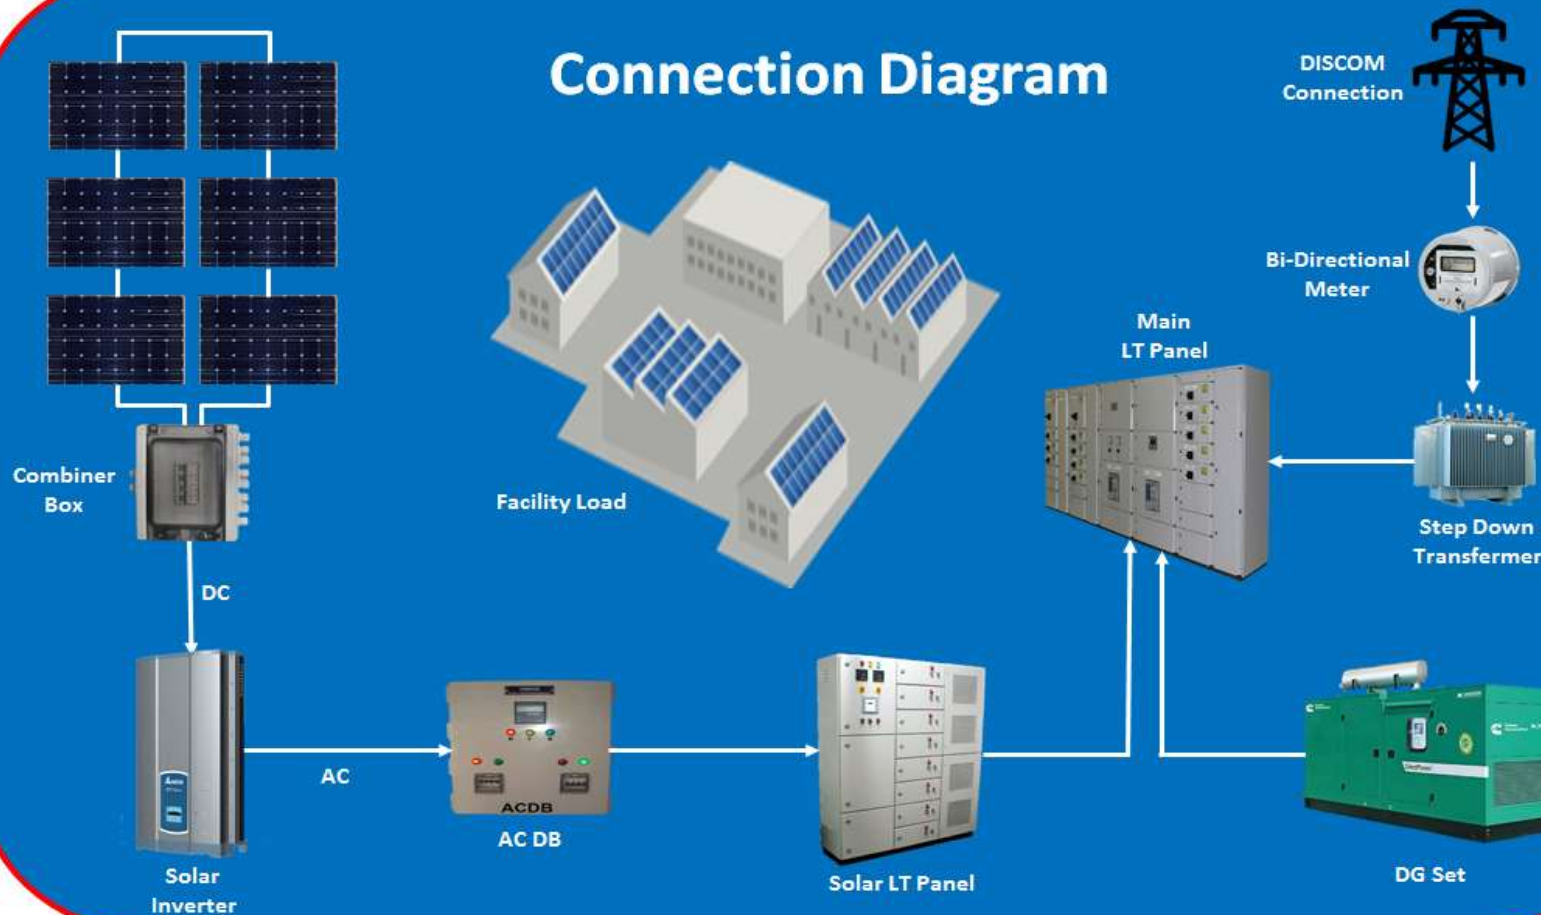 Connection Diagram
DISCOM
Connection
Bi-Directional
Meter
Main
LT Panel
Combiner
Box
Facility Load
Step Down
Transfermer
DC
AC
ACDB
AC DB
Solar
Inverter
Solar LT Panel
DG Set